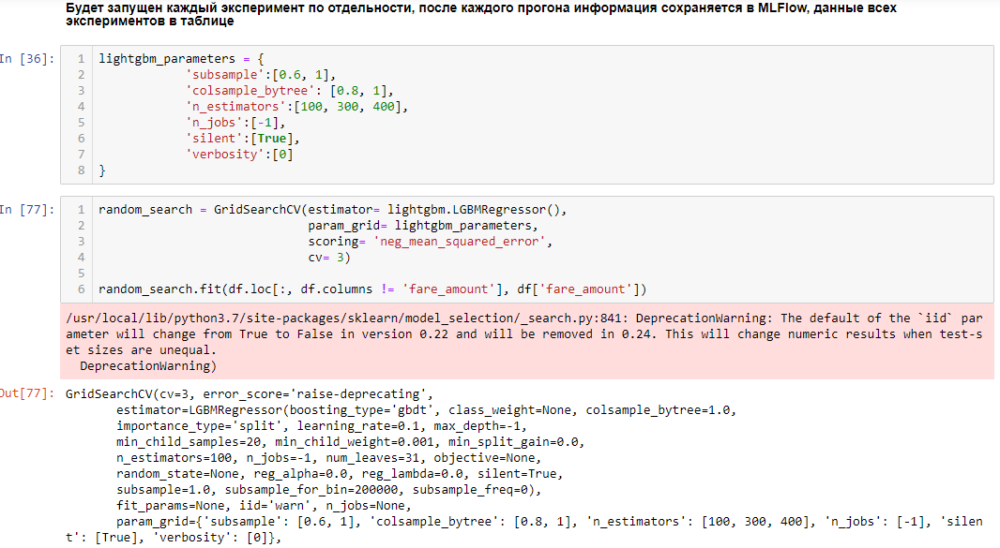 Будет запущен каждый эксперимент по отдельности, после каждого прогона информация сохраняется в MLFlow, данные всех
экспериментов в таблице
In [36]:
1 lightgbm_parameters = {
2 'subsample':[0.6, 1],
3 'colsample_bytree': [0.8, 1],
4 'n_estimators':[100, 300, 400],
5 'n_jobs':[-1],
6 'silent':[True],
7 'verbosity':[0]
8 }
In [77]:
1 random_search = GridSearchCV(estimator= lightgbm.LGBMRegressor(),
2 param_grid= lightgbm_parameters,
3 scoring= 'neg_mean_squared_error',
4 cv= 3)
5
6 random_search.fit(df.loc[:, df.columns != 'fare_amount'], df['fare_amount'])
/usr/local/lib/python3.7/site-packages/sklearn/model_selection/_search.py:841: DeprecationWarning: The default of the `iid` par
ameter will change from True to False in version 0.22 and will be removed in 0.24. This will change numeric results when test-s
et sizes are unequal.
DeprecationWarning)
Out[77]: GridSearchCV(cv=3, error_score='raise-deprecating',
estimator=LGBMRegressor(boosting_type='gbdt', class_weight=None, colsample_bytree=1.0,
importance_type='split', learning_rate=0.1, max_depth=-1,
min_child_samples=20, min_child_weight=0.001, min_split_gain=0.0,
n_estimators=100, n_jobs=-1, num_leaves=31, objective=None,
random_state=None, reg_alpha=0.0, reg_lambda=0.0, silent=True,
subsample=1.0, subsample_for_bin=200000, subsample_freq=0),
fit_params=None, iid='warn', n_jobs=None,
param_grid={'subsample': [0.6, 1], 'colsample_bytree': [0.8, 1], 'n_estimators': [100, 300, 400], 'n_jobs': [-1], 'silen
t': [True], 'verbosity': [0]},